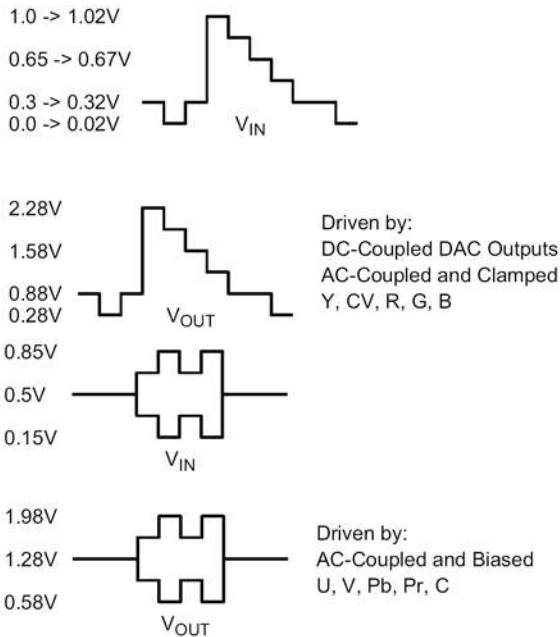 1.0 -> 1.02V
0.65 -> 0.67V
0.3 -> 0.32V
0.0 -> 0.02V
VIN
2.28V
1.58V
0.88V
0.28V
VOUT
Driven by:
DC-Coupled DAC Outputs
AC-Coupled and Clamped
Y, CV, R, G, B
0.85V
0.5V
0.15V
VIN
1.98V
1.28V
0.58V
VOUT
Driven by:
AC-Coupled and Biased
U, V, Pb, Pr, C